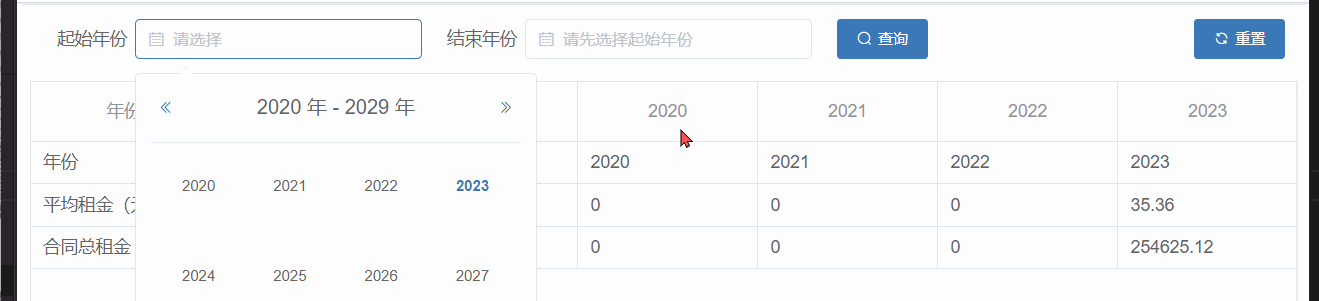 起始年份 请选择 结束年份 请先选择起始年份 查询 重置
2020 年 - 2029 年
年份 2020 2021 2022 2023
年份 2020 2021 2022 2023
2020 2021 2022 2023
平均租金（元 0 0 0 35.36
合同总租金 0 0 0 254625.12
2024 2025 2026 2027